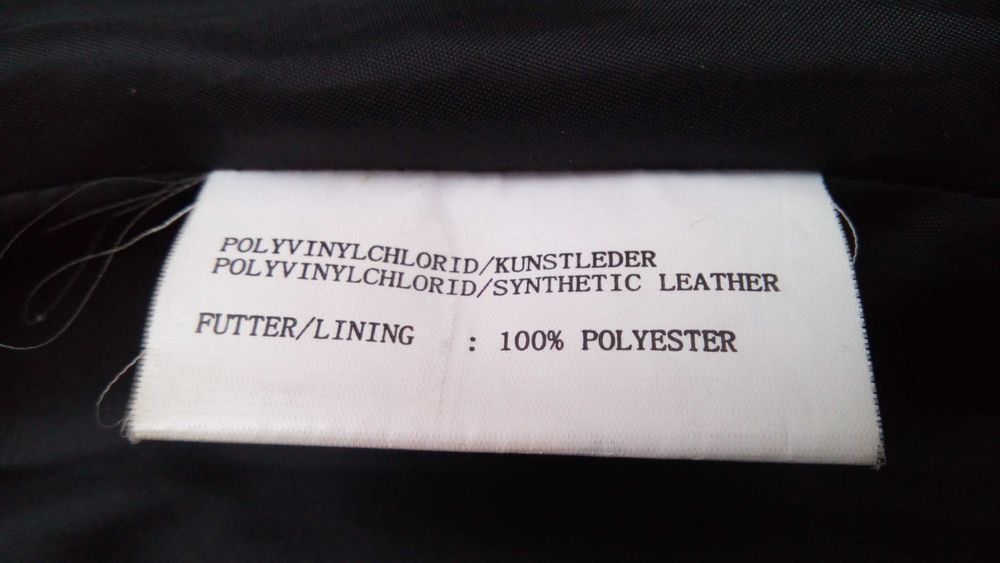 POLYVINYLCHLORID/KUNSTLEDER
POLYVINYLCHLORID/SYNTHETIC LEATHER
FUTTER/LINING : 100% POLYESTER